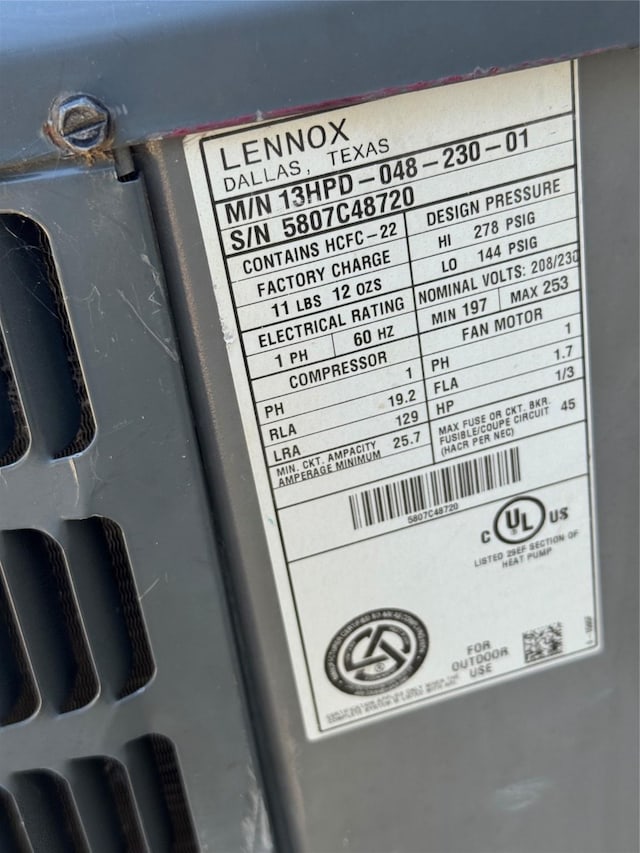 LENNOX
DALLAS, TEXAS
M/N 13HPD-048-230-01
S/N 5807C48720
CONTAINS HCFC-22
FACTORY CHARGE
11 LBS 12 OZS
DESIGN PRESSURE
HI 278 PSIG
LO 144 PSIG
ELECTRICAL RATING
1 PH 60 HZ
NOMINAL VOLTS: 208/230
MIN 197 MAX 253
COMPRESSOR
PH 1
RLA 19.2
LRA 129
MIN. CKT. AMPACITY 25.7
AMPERAGE MINIMUM
FAN MOTOR
PH 1
FLA 1.7
HP 1/3
MAX FUSE OR CKT. BKR. 45
FUSIBLE/COUPE CIRCUIT
(HACR PER NEC)
5807C48720
C UL US
LISTED 29EF SECTION OF
HEAT PUMP
FOR
OUTDOOR
USE